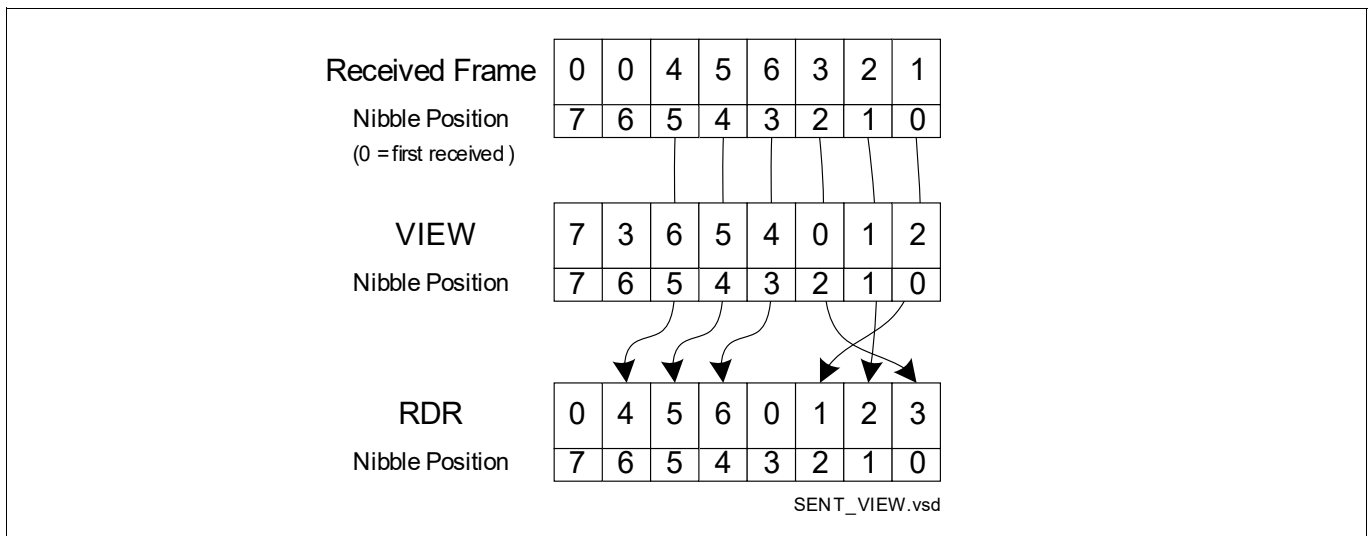 Received Frame 0 0 4 5 6 3 2 1
Nibble Position 7 6 5 4 3 2 1 0
(0 =first received )
VIEW 7 3 6 5 4 0 1 2
Nibble Position 7 6 5 4 3 2 1 0
RDR 0 4 5 6 0 1 2 3
Nibble Position 7 6 5 4 3 2 1 0
SENT_VIEW.vsd